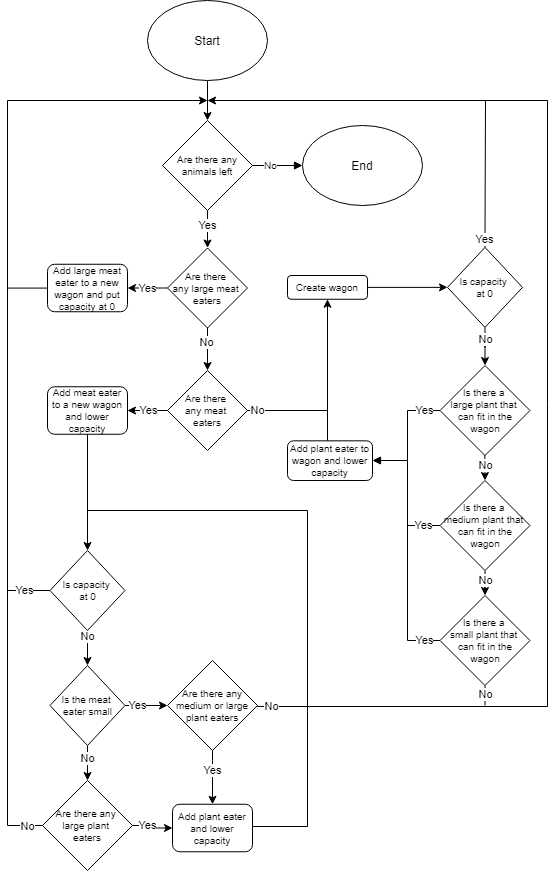 Start
Are there any
animals left
No
End
Yes
Are there
any large meat
eaters
Yes
Add large meat
eater to a new
wagon and put
capacity at 0
No
Are there
any meat
eaters
Yes
Add meat eater
to a new wagon
and lower
capacity
No
Create wagon
Is capacity
at 0
Yes
No
Is there a
large plant that
can fit in the
wagon
Yes
Add plant eater to
wagon and lower
capacity
No
Is there a
medium plant that
can fit in the
wagon
Yes
No
Is there a
small plant that
can fit in the
wagon
Yes
No
Is capacity
at 0
Yes
No
Is the meat
eater small
Yes
Are there any
medium or large
plant eaters
No
Yes
No
Are there any
large plant
eaters
No
Yes
Add plant eater
and lower
capacity